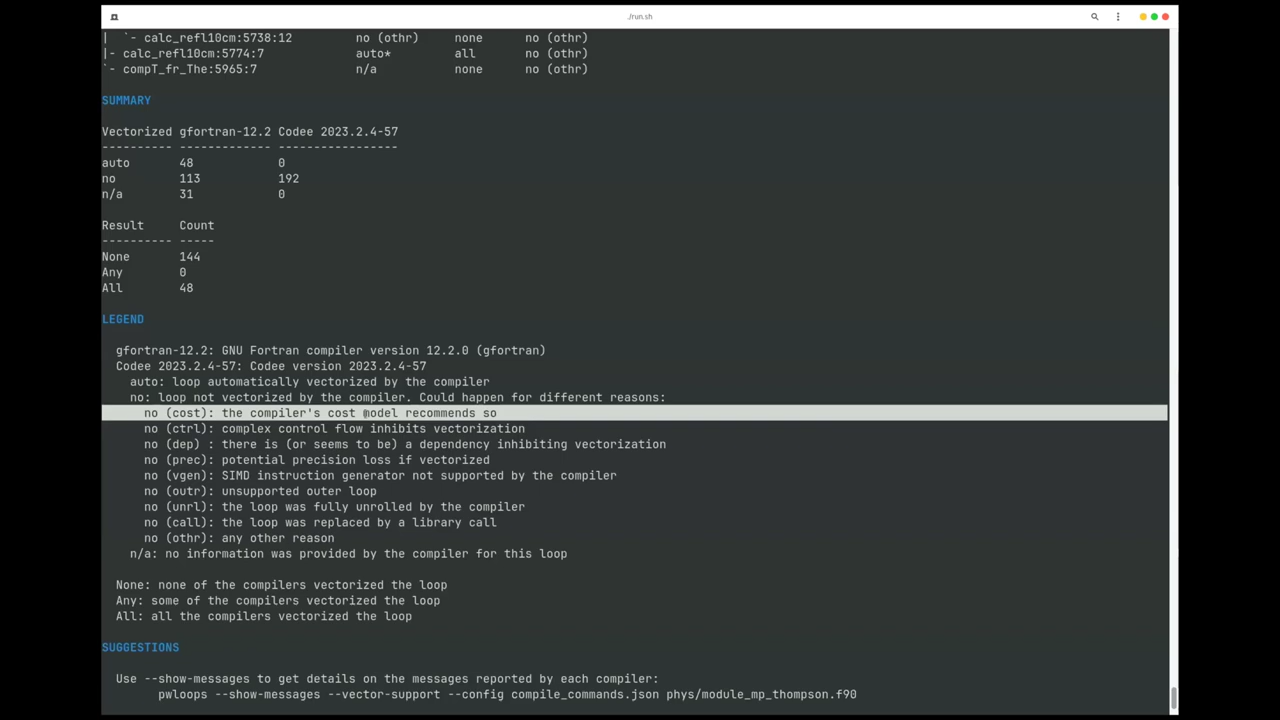 ./run.sh
|  `- calc_refl10cm:5738:12         no (othr)     none      no (othr)
|- calc_refl10cm:5774:7             auto*         all       no (othr)
`- compT_fr_The:5965:7              n/a           none      no (othr)
SUMMARY
Vectorized gfortran-12.2 Codee 2023.2.4-57
---------- ------------- -----------------
auto       48            0
no         113           192
n/a        31            0
Result     Count
---------- -----
None       144
Any        0
All        48
LEGEND
gfortran-12.2: GNU Fortran compiler version 12.2.0 (gfortran)
Codee 2023.2.4-57: Codee version 2023.2.4-57
auto: loop automatically vectorized by the compiler
no: loop not vectorized by the compiler. Could happen for different reasons:
no (cost): the compiler's cost model recommends so
no (ctrl): complex control flow inhibits vectorization
no (dep) : there is (or seems to be) a dependency inhibiting vectorization
no (prec): potential precision loss if vectorized
no (vgen): SIMD instruction generator not supported by the compiler
no (outr): unsupported outer loop
no (unrl): the loop was fully unrolled by the compiler
no (call): the loop was replaced by a library call
no (othr): any other reason
n/a: no information was provided by the compiler for this loop
None: none of the compilers vectorized the loop
Any: some of the compilers vectorized the loop
All: all the compilers vectorized the loop
SUGGESTIONS
Use --show-messages to get details on the messages reported by each compiler:
pwloops --show-messages --vector-support --config compile_commands.json phys/module_mp_thompson.f90